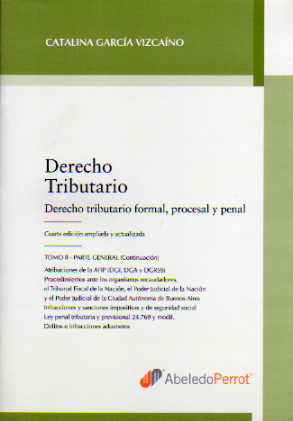 CATALINA GARCÍA VIZCAÍNO
Derecho
Tributario
Derecho tributario formal, procesal y penal
Cuarta edición ampliada y actualizada
TOMO II - PARTE GENERAL (Continuación)
Atribuciones de la AFIP (DGI, DGA y DGRSS)
Procedimientos ante los organismos recaudadores,
el Tribunal Fiscal de la Nación, el Poder Judicial de la Nación
y el Poder Judicial de la Ciudad Autónoma de Buenos Aires
Infracciones y sanciones impositivas y de seguridad social
Ley penal tributaria y previsional 24.769 y modif.
Delitos e infracciones aduaneros
AbeledoPerrot